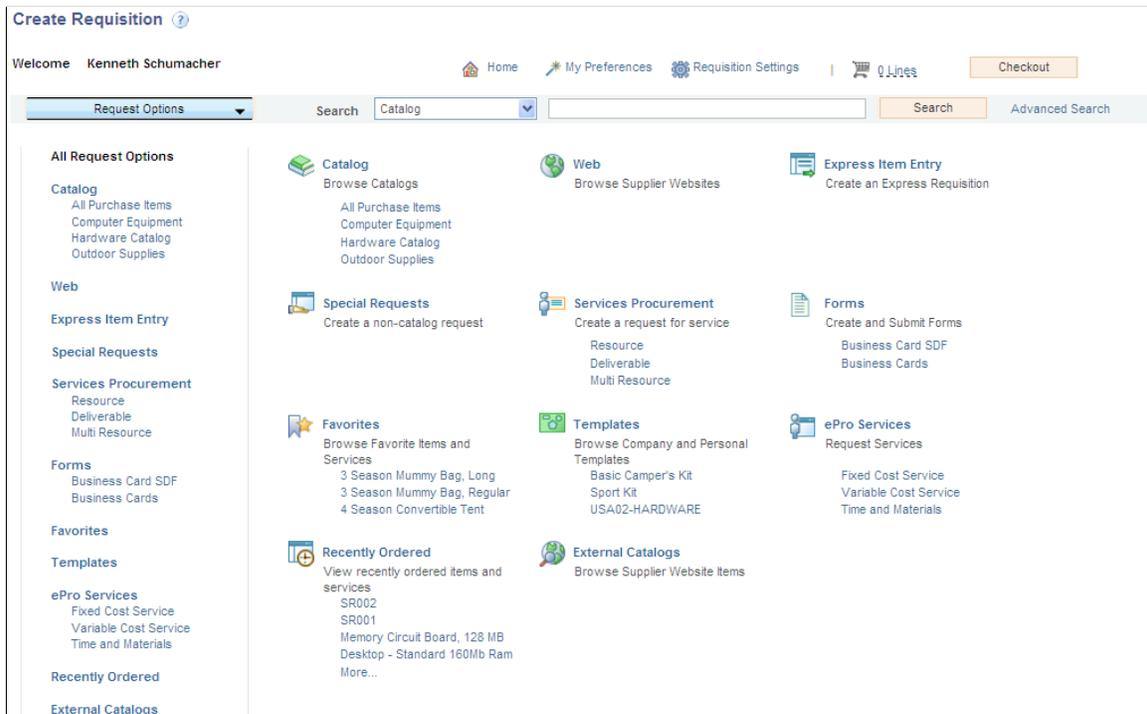 Create Requisition ?
Welcome Kenneth Schumacher
Home My Preferences Requisition Settings | 0 Lines Checkout
Request Options Search Catalog Search Advanced Search
All Request Options
Catalog
All Purchase Items
Computer Equipment
Hardware Catalog
Outdoor Supplies
Web
Express Item Entry
Special Requests
Services Procurement
Resource
Deliverable
Multi Resource
Forms
Business Card SDF
Business Cards
Favorites
Templates
ePro Services
Fixed Cost Service
Variable Cost Service
Time and Materials
Recently Ordered
External Catalogs
Catalog
Browse Catalogs
All Purchase Items
Computer Equipment
Hardware Catalog
Outdoor Supplies
Web
Browse Supplier Websites
Express Item Entry
Create an Express Requisition
Special Requests
Create a non-catalog request
Services Procurement
Create a request for service
Resource
Deliverable
Multi Resource
Forms
Create and Submit Forms
Business Card SDF
Business Cards
Favorites
Browse Favorite Items and
Services
3 Season Mummy Bag, Long
3 Season Mummy Bag, Regular
4 Season Convertible Tent
Templates
Browse Company and Personal
Templates
Basic Camper's Kit
Sport Kit
USA02-HARDWARE
ePro Services
Request Services
Fixed Cost Service
Variable Cost Service
Time and Materials
Recently Ordered
View recently ordered items and
services
SR002
SR001
Memory Circuit Board, 128 MB
Desktop - Standard 160Mb Ram
More...
External Catalogs
Browse Supplier Website Items